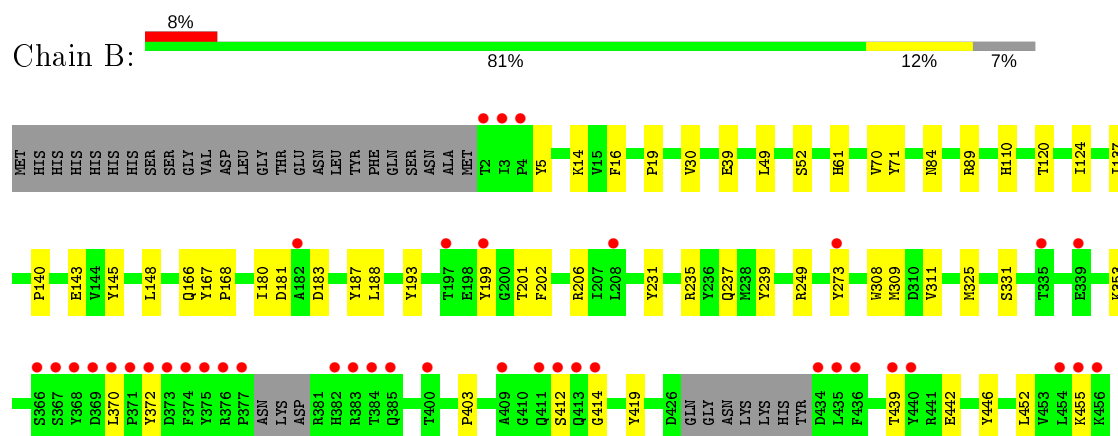 8%
Chain B:
81% 12% 7%
MET HIS HIS HIS HIS HIS HIS SER SER GLY VAL ASP LEU GLY THR GLU ASN LEU TYR PHE GLN SER ASN ALA MET T2 I3 P4 Y5 K14 V15 F16 P19 V30 E39 L49 S52 H61 V70 Y71 N84 R89 H110 T120 I124 I137
P140 E143 V144 Y145 L148 Q166 Y167 P168 I180 D181 A182 D183 Y187 L188 Y193 T197 E198 Y199 G200 T201 F202 R206 I207 L208 Y231 R235 Y236 Q237 M238 Y239 R249 Y273 W308 M309 D310 V311 M325 S331 T335 E339 K353
S366 S367 Y368 D369 L370 P371 Y372 D373 F374 Y375 R376 P377 ASN LYS ASP R381 H382 R383 T384 Q385 T400 P403 A409 G410 Q411 S412 Q413 G414 Y419 D426 GLN GLY ASN LYS LYS HIS TYR D434 L435 F436 T439 Y440 R441 E442 Y446 L452 V453 L454 K455 K456